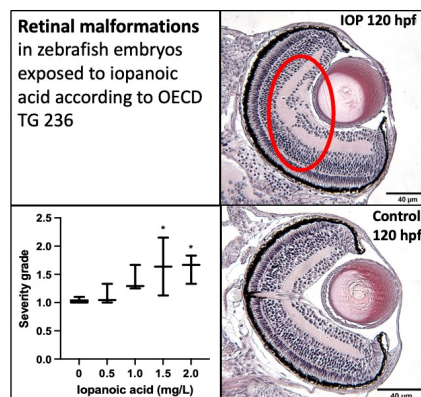 Retinal malformations
in zebrafish embryos
exposed to iopanoic
acid according to OECD
TG 236
IOP 120 hpf
40 µm
2.5
2.0
1.5
1.0
0.5
0.0
Severity grade
*
*
0
0.5
1.0
1.5
2.0
Iopanoic acid (mg/L)
Control
120 hpf
40 µm